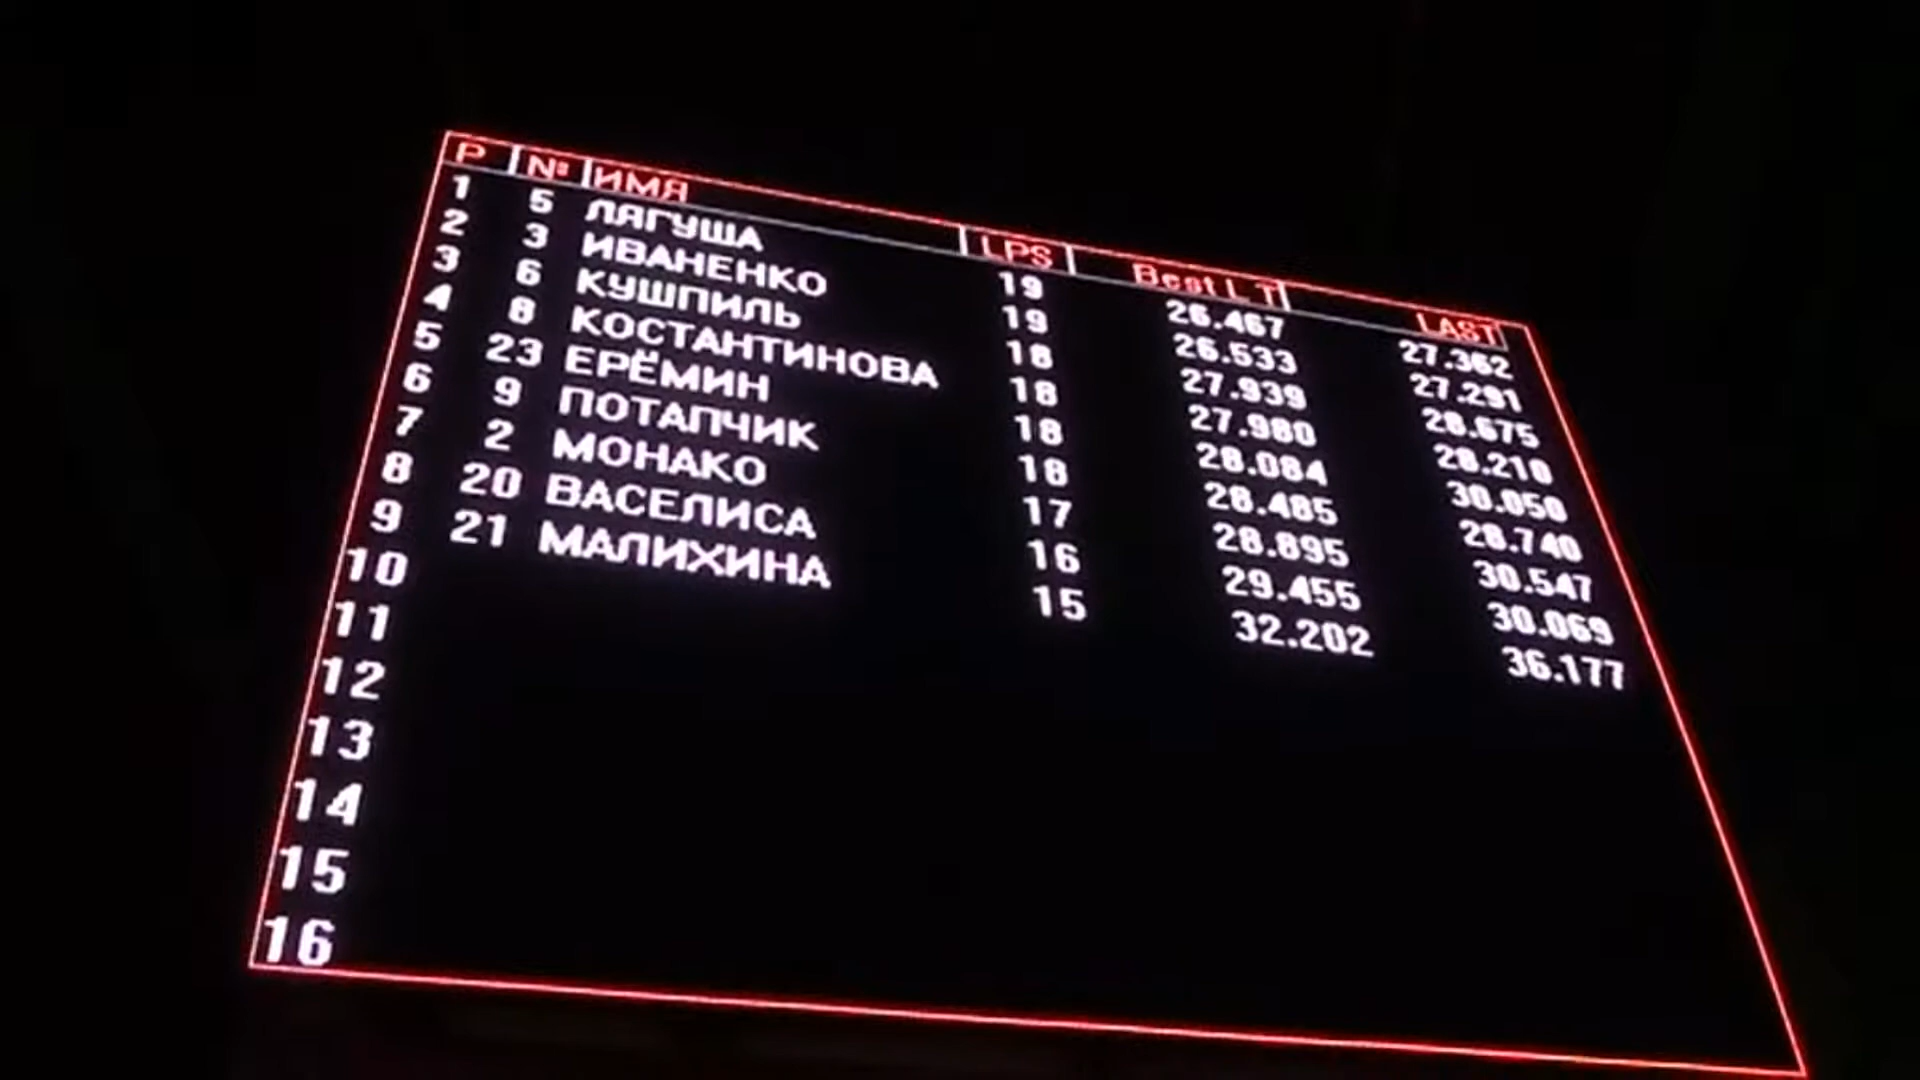 P № ИМЯ LPS Best L T LAST
1 5 ЛЯГУША 19 26.467 27.362
2 3 ИВАНЕНКО 19 26.533 27.291
3 6 КУШПИЛЬ 18 27.939 28.675
4 8 КОСТАНТИНОВА 18 27.980 28.210
5 23 ЕРЁМИН 18 28.084 30.050
6 9 ПОТАПЧИК 18 28.485 28.740
7 2 МОНАКО 17 28.895 30.547
8 20 ВАСЕЛИСА 16 29.455 30.069
9 21 МАЛИХИНА 15 32.202 36.177
10
11
12
13
14
15
16